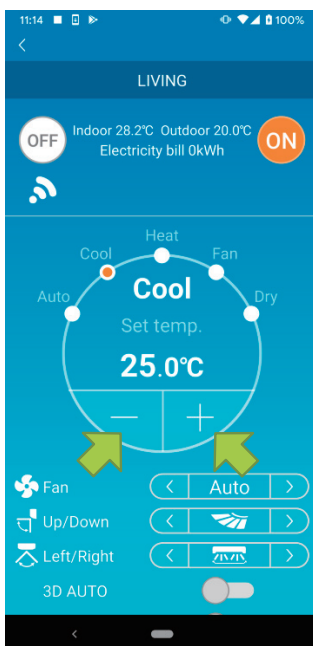 11:14 100%
LIVING
OFF
Indoor 28.2℃ Outdoor 20.0℃
Electricity bill 0kWh
ON
Heat
Cool Fan
Auto Cool Dry
Set temp.
25.0℃
− +
Fan Auto
Up/Down
Left/Right
3D AUTO